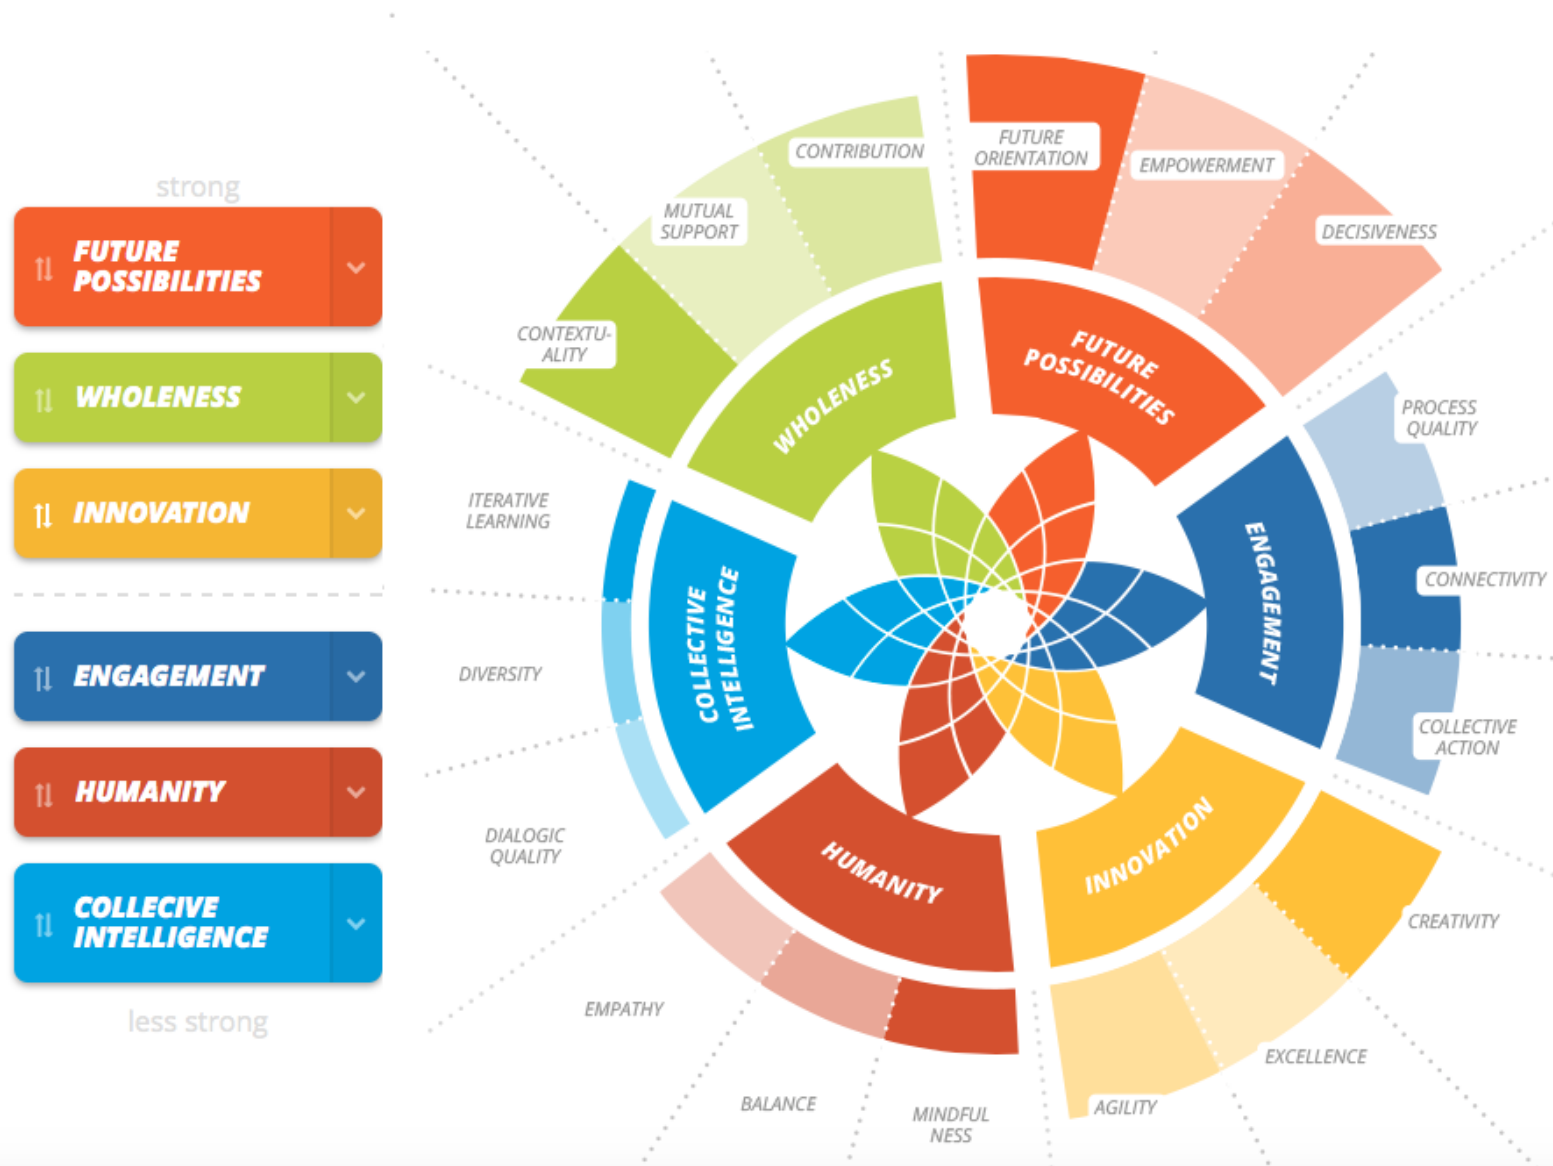 strong
FUTURE
POSSIBILITIES
WHOLENESS
INNOVATION
ENGAGEMENT
HUMANITY
COLLECIVE
INTELLIGENCE
less strong
CONTRIBUTION
MUTUAL
SUPPORT
CONTEXTU-
ALITY
WHOLENESS
FUTURE
ORIENTATION
EMPOWERMENT
DECISIVENESS
FUTURE
POSSIBILITIES
PROCESS
QUALITY
CONNECTIVITY
COLLECTIVE
ACTION
ENGAGEMENT
CREATIVITY
EXCELLENCE
AGILITY
INNOVATION
MINDFUL
NESS
BALANCE
EMPATHY
HUMANITY
DIALOGIC
QUALITY
DIVERSITY
ITERATIVE
LEARNING
COLLECTIVE
INTELLIGENCE